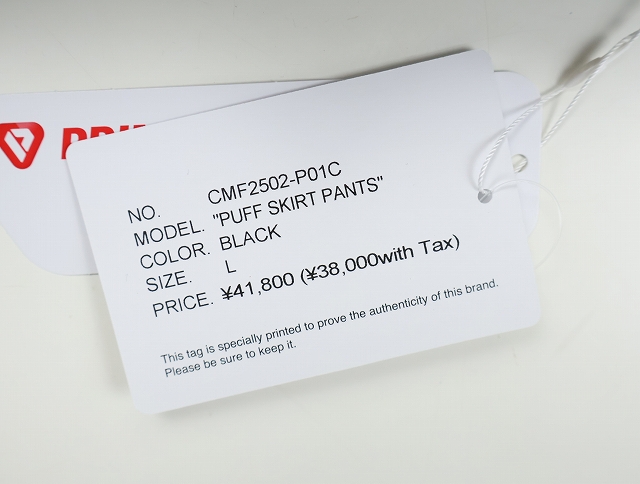 NO. CMF2502-P01C
MODEL. "PUFF SKIRT PANTS"
COLOR. BLACK
SIZE. L
PRICE. ¥41,800 (¥38,000with Tax)
This tag is specially printed to prove the authenticity of this brand.
Please be sure to keep it.